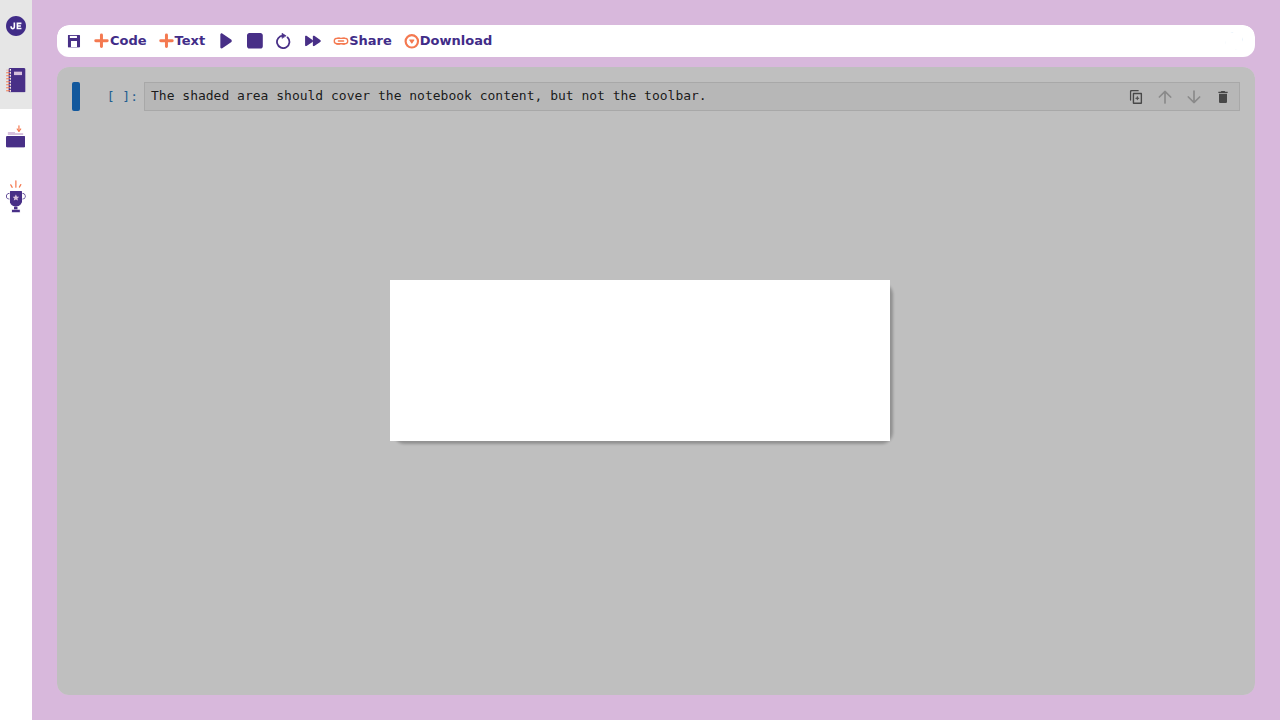 JE
Code Text Share Download
[ ]: The shaded area should cover the notebook content, but not the toolbar.